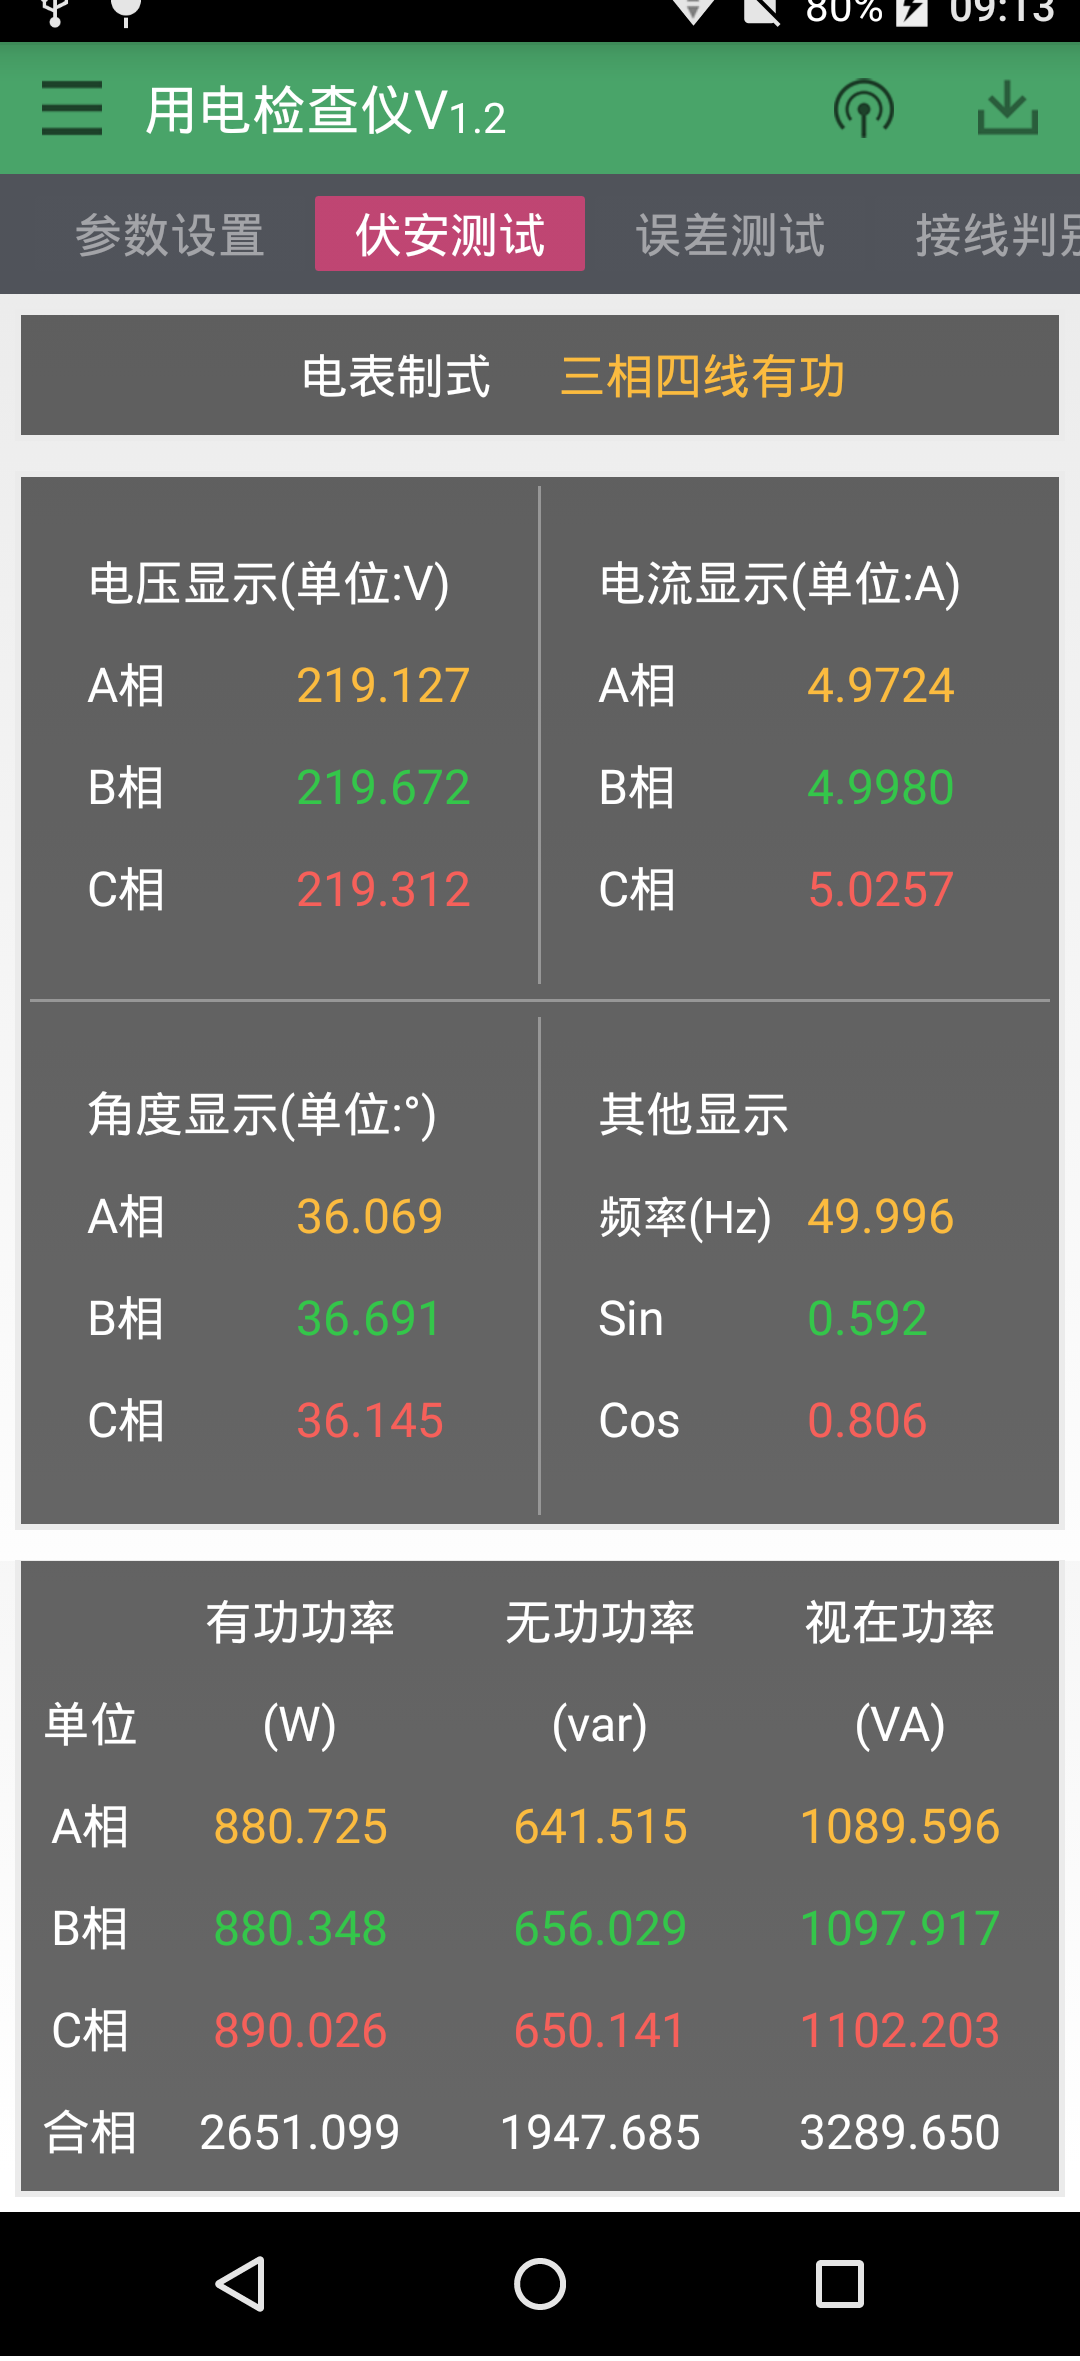 80% 09:13
用电检查仪V1.2
参数设置 伏安测试 误差测试 接线判别
电表制式 三相四线有功
电压显示(单位:V) 电流显示(单位:A)
A相 219.127 A相 4.9724
B相 219.672 B相 4.9980
C相 219.312 C相 5.0257
角度显示(单位:°) 其他显示
A相 36.069 频率(Hz) 49.996
B相 36.691 Sin 0.592
C相 36.145 Cos 0.806
有功功率 无功功率 视在功率
单位 (W) (var) (VA)
A相 880.725 641.515 1089.596
B相 880.348 656.029 1097.917
C相 890.026 650.141 1102.203
合相 2651.099 1947.685 3289.650